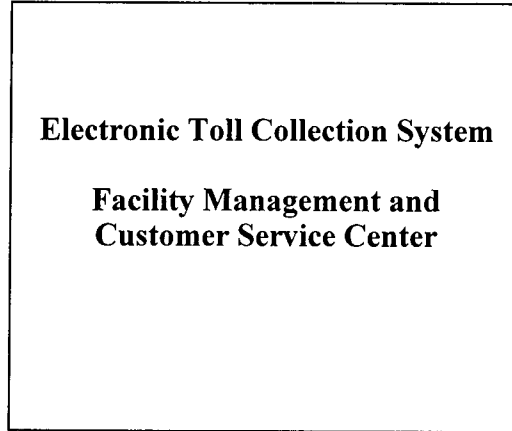 Electronic Toll Collection System
Facility Management and
Customer Service Center